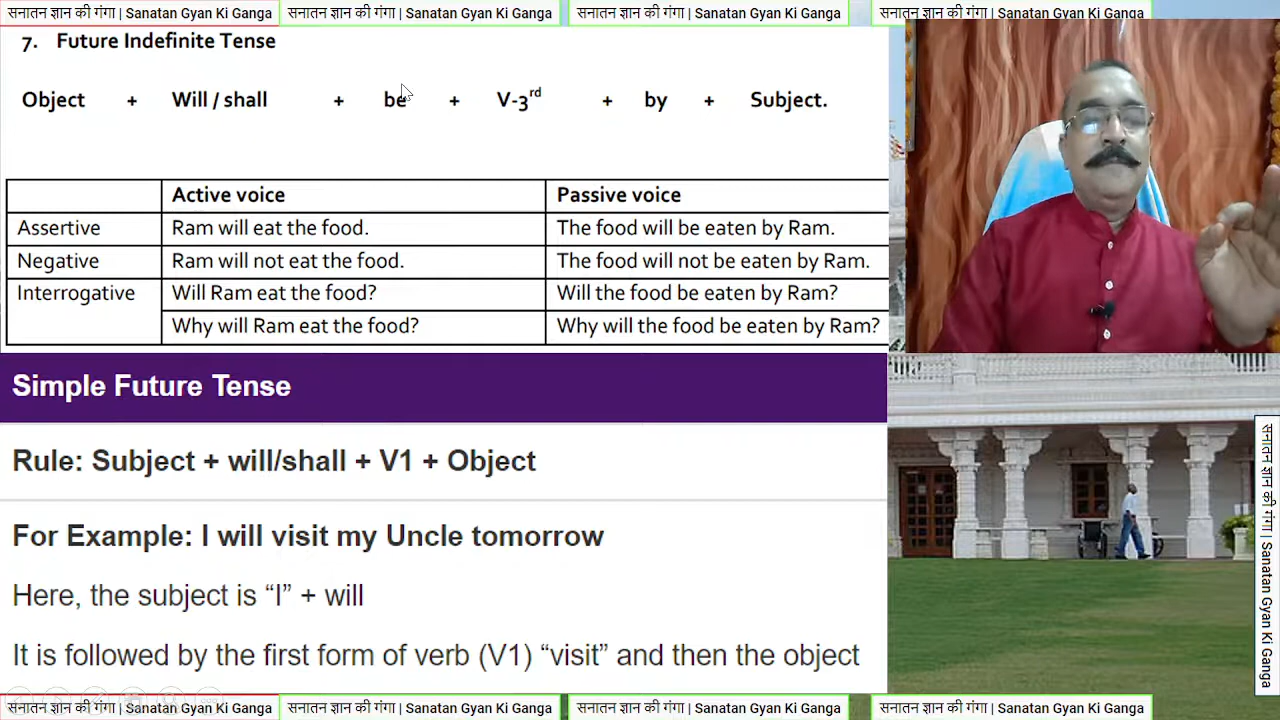 सनातन ज्ञान की गंगा | Sanatan Gyan Ki Ganga
सनातन ज्ञान की गंगा | Sanatan Gyan Ki Ganga
सनातन ज्ञान की गंगा | Sanatan Gyan Ki Ganga
सनातन ज्ञान की गंगा | Sanatan Gyan Ki Ganga
7. Future Indefinite Tense
Object + Will / shall + be + V-3rd + by + Subject.
Active voice Passive voice
Assertive Ram will eat the food. The food will be eaten by Ram.
Negative Ram will not eat the food. The food will not be eaten by Ram.
Interrogative Will Ram eat the food? Will the food be eaten by Ram?
Why will Ram eat the food? Why will the food be eaten by Ram?
Simple Future Tense
Rule: Subject + will/shall + V1 + Object
For Example: I will visit my Uncle tomorrow
Here, the subject is “I” + will
It is followed by the first form of verb (V1) “visit” and then the object
सनातन ज्ञान की गंगा | Sanatan Gyan Ki Ganga
सनातन ज्ञान की गंगा | Sanatan Gyan Ki Ganga
सनातन ज्ञान की गंगा | Sanatan Gyan Ki Ganga
सनातन ज्ञान की गंगा | Sanatan Gyan Ki Ganga
सनातन ज्ञान की गंगा | Sanatan Gyan Ki Ganga